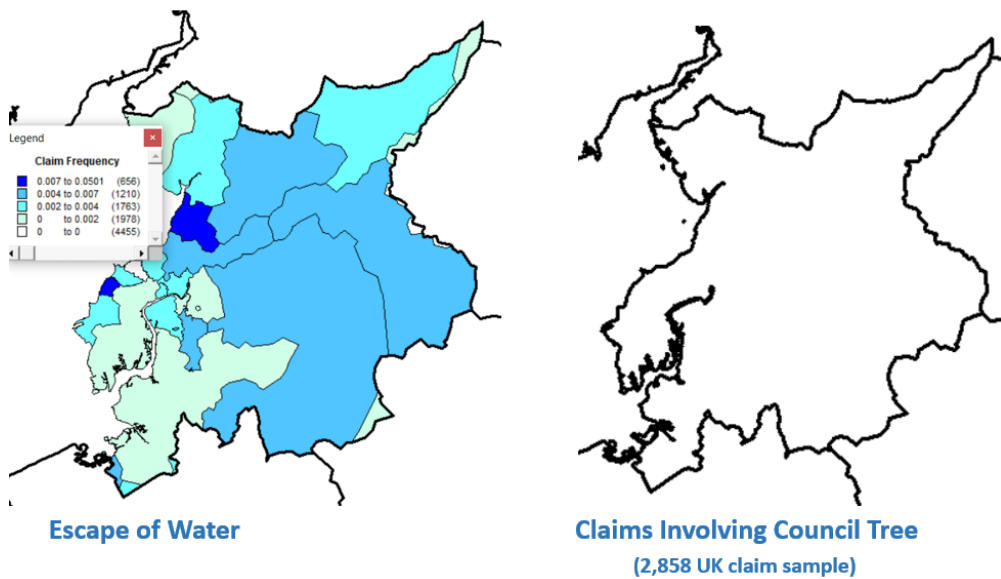 Legend
Claim Frequency
0.007 to 0.0501 (656)
0.004 to 0.007 (1210)
0.002 to 0.004 (1763)
0 to 0.002 (1978)
0 to 0 (4455)
Escape of Water
Claims Involving Council Tree
(2,858 UK claim sample)